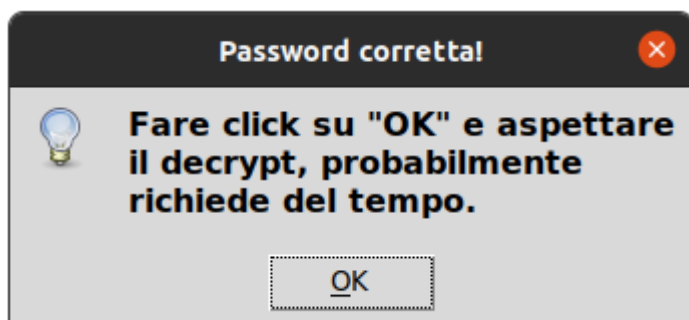 Password corretta!
Fare click su "OK" e aspettare
il decrypt, probabilmente
richiede del tempo.
OK